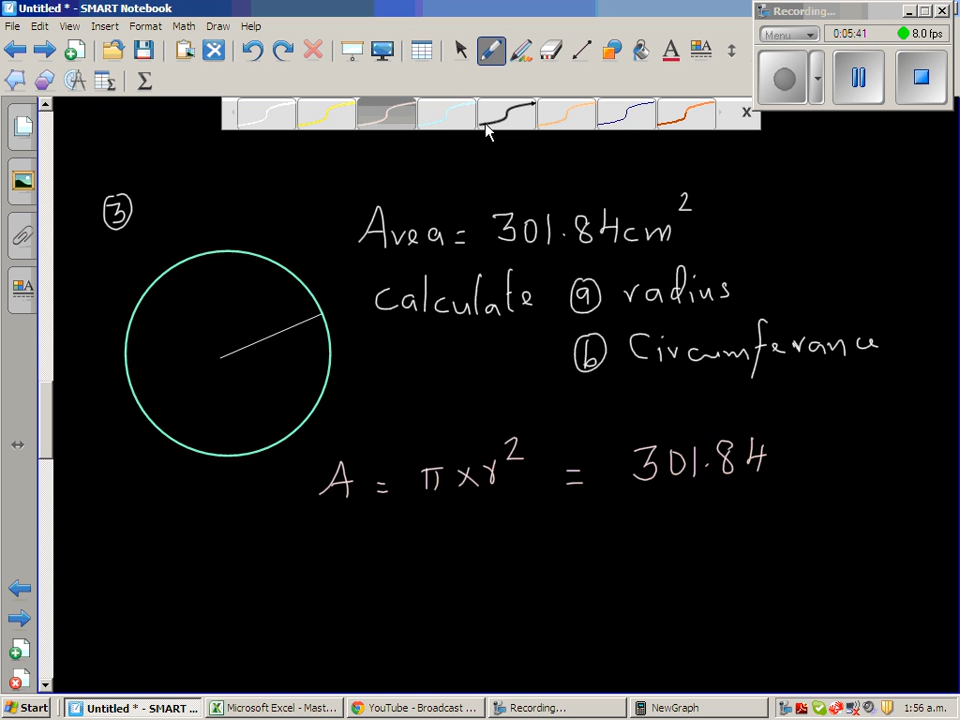 Untitled * - SMART Notebook
Recording...
File Edit View Insert Format Math Draw Help
Menu
0:05:41
8.0 fps
A
Σ
x
③
Area = 301.84cm²
Calculate ⓐ radius
ⓑ Circumferance
A = π x r² = 301.84
Start
Untitled * - SMART ...
Microsoft Excel - Mast...
YouTube - Broadcast ...
Recording...
NewGraph
1:56 a.m.